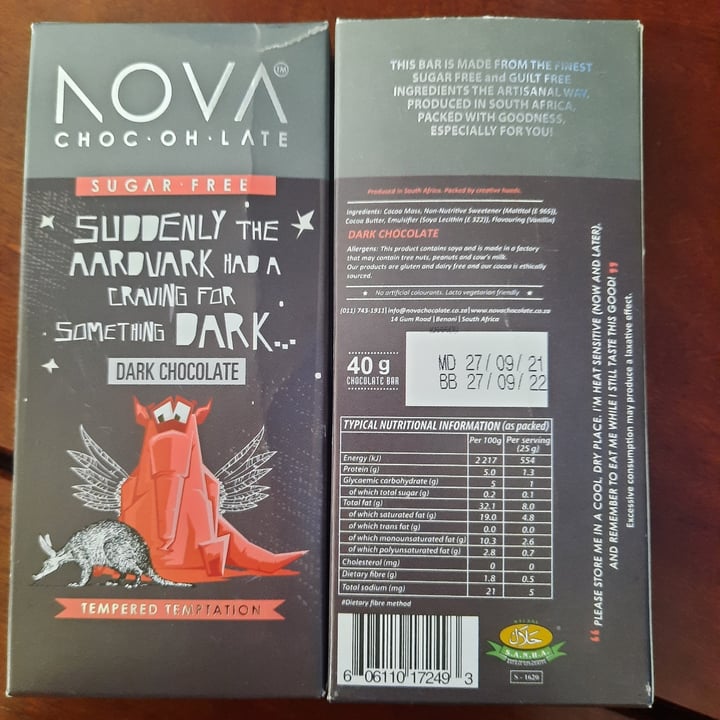 NOVA™
CHOC·OH·LATE
SUGAR·FREE
SUDDENLY THE
AARDVARK HAD A
CRAVING FOR
SOMETHING DARK...
DARK CHOCOLATE
TEMPERED TEMPTATION
THIS BAR IS MADE FROM THE FINEST
SUGAR FREE and GUILT FREE
INGREDIENTS THE ARTISANAL WAY,
PRODUCED IN SOUTH AFRICA,
PACKED WITH GOODNESS,
ESPECIALLY FOR YOU!
Produced in South Africa. Packed by creative hands.
Ingredients: Cocoa Mass, Non-Nutritive Sweetener (Maltitol (E 965)),
Cocoa Butter, Emulsifier (Soya Lecithin (E 322)), Flavouring (Vanillin)
DARK CHOCOLATE
Allergens: This product contains soya and is made in a factory
that may contain tree nuts, peanuts and cow's milk.
Our products are gluten and dairy free and our cocoa is ethically
sourced.
No artificial colourants. Lacto vegetarian friendly
(011) 743-1911|info@novachocolate.co.za|www.novachocolate.co.za
14 Gum Road | Benoni | South Africa
40 g
CHOCOLATE BAR
MD 27/09/21
BB 27/09/22
TYPICAL NUTRITIONAL INFORMATION (as packed)
Per 100g Per serving
(25 g)
Energy (kJ) 2 217 554
Protein (g) 5.0 1.3
Glycaemic carbohydrate (g) 5 1
of which total sugar (g) 0.2 0.1
Total fat (g) 32.1 8.0
of which saturated fat (g) 19.0 4.8
of which trans fat (g) 0.0 0.0
of which monounsaturated fat (g) 10.3 2.6
of which polyunsaturated fat (g) 2.8 0.7
Cholesterol (mg) 0 0
Dietary fibre (g) 1.8 0.5
Total sodium (mg) 21 5
#Dietary fibre method
6 06110 17249 3
حلال
S.A.N.H.A.
S - 1620
“ PLEASE STORE ME IN A COOL DRY PLACE. I'M HEAT SENSITIVE (NOW AND LATER).
AND REMEMBER TO EAT ME WHILE I STILL TASTE THIS GOOD! ”
Excessive consumption may produce a laxative effect.